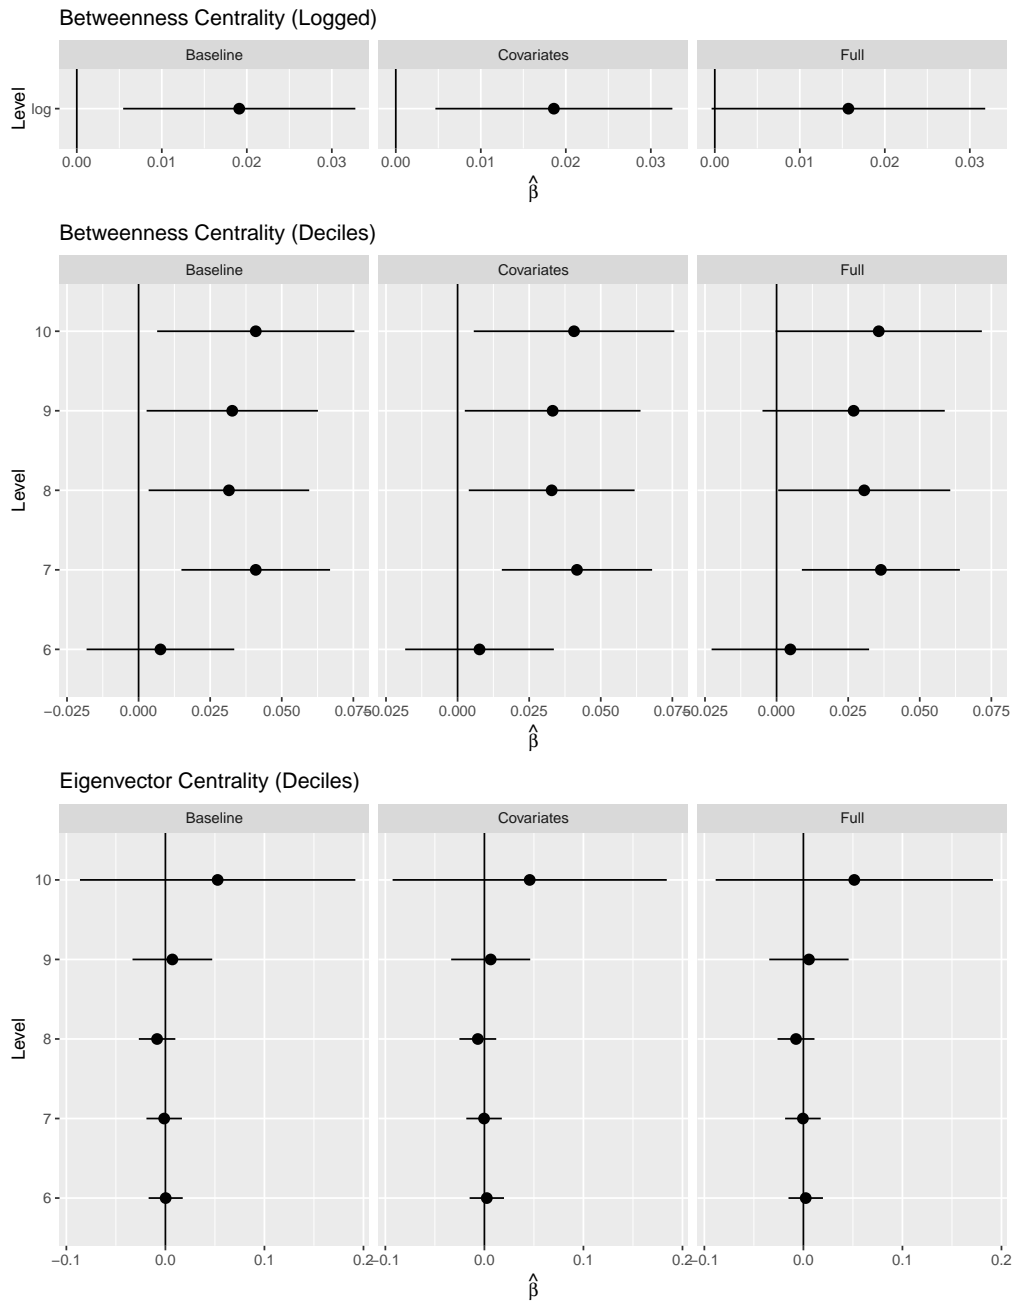 Betweenness Centrality (Logged)
Baseline Covariates Full
Level
log
0.00 0.01 0.02 0.03 0.00 0.01 0.02 0.03 0.00 0.01 0.02 0.03
β̂
Betweenness Centrality (Deciles)
Baseline Covariates Full
10
9
Level
8
7
6
−0.025 0.000 0.025 0.050 0.075 −0.025 0.000 0.025 0.050 0.075 −0.025 0.000 0.025 0.050 0.075
β̂
Eigenvector Centrality (Deciles)
Baseline Covariates Full
10
9
Level
8
7
6
−0.1 0.0 0.1 0.2 −0.1 0.0 0.1 0.2 −0.1 0.0 0.1 0.2
β̂